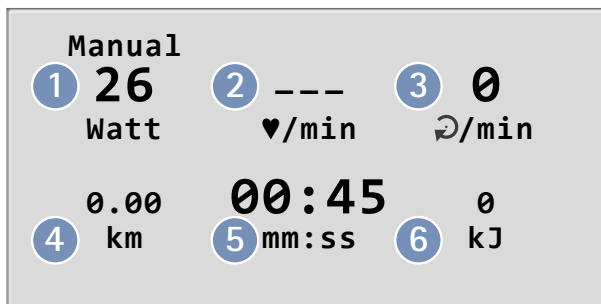 Manual
1 26 2 --- 3 0
Watt ♥/min /min
0.00 00:45 0
4 km 5 mm:ss 6 kJ